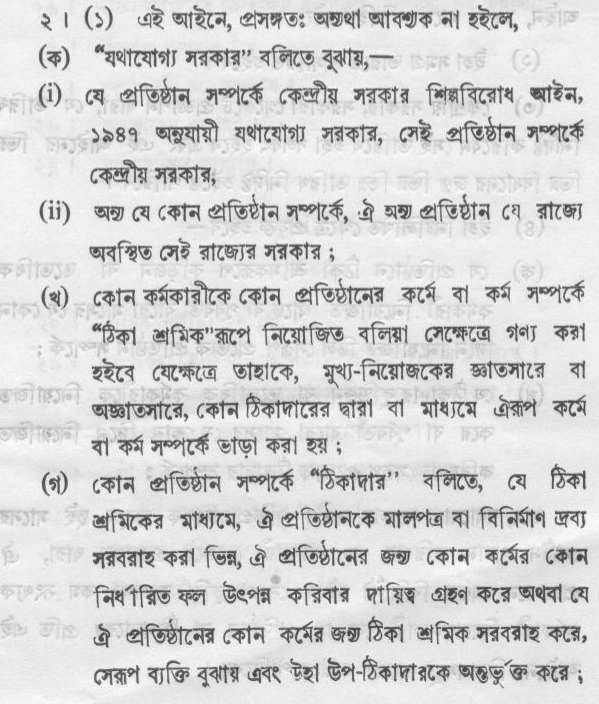 ২। (১) এই আইনে, প্রসঙ্গতঃ অন্যথা আবশ্যক না হইলে,
(ক) “যথাযোগ্য সরকার” বলিতে বুঝায়,—
(i) যে প্রতিষ্ঠান সম্পর্কে কেন্দ্রীয় সরকার শিল্পবিরোধ আইন,
১৯৪৭ অনুযায়ী যথাযোগ্য সরকার, সেই প্রতিষ্ঠান সম্পর্কে
কেন্দ্রীয় সরকার,
(ii) অন্য যে কোন প্রতিষ্ঠান সম্পর্কে, ঐ অন্য প্রতিষ্ঠান যে রাজ্যে
অবস্থিত সেই রাজ্যের সরকার ;
(খ) কোন কর্মকারীকে কোন প্রতিষ্ঠানের কর্মে বা কর্ম সম্পর্কে
“ঠিকা শ্রমিক”রূপে নিয়োজিত বলিয়া সেক্ষেত্রে গণ্য করা
হইবে যেক্ষেত্রে তাহাকে, মুখ্য-নিয়োজকের জ্ঞাতসারে বা
অজ্ঞাতসারে, কোন ঠিকাদারের দ্বারা বা মাধ্যমে ঐরূপ কর্মে
বা কর্ম সম্পর্কে ভাড়া করা হয় ;
(গ) কোন প্রতিষ্ঠান সম্পর্কে “ঠিকাদার” বলিতে, যে ঠিকা
শ্রমিকের মাধ্যমে, ঐ প্রতিষ্ঠানকে মালপত্র বা বিনির্মাণ দ্রব্য
সরবরাহ করা ভিন্ন, ঐ প্রতিষ্ঠানের জন্য কোন কর্মের কোন
নির্ধারিত ফল উৎপন্ন করিবার দায়িত্ব গ্রহণ করে অথবা যে
ঐ প্রতিষ্ঠানের কোন কর্মের জন্য ঠিকা শ্রমিক সরবরাহ করে,
সেরূপ ব্যক্তি বুঝায় এবং উহা উপ-ঠিকাদারকে অন্তর্ভুক্ত করে ;